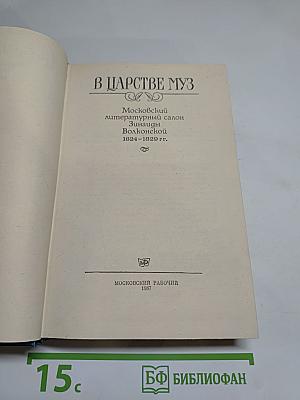 В ЦАРСТВЕ МУЗ
Московский
литературный салон
Зинаиды
Волконской
1824—1829 гг.
МОСКОВСКИЙ РАБОЧИЙ
1987
15с
БФ БИБЛИОФАН